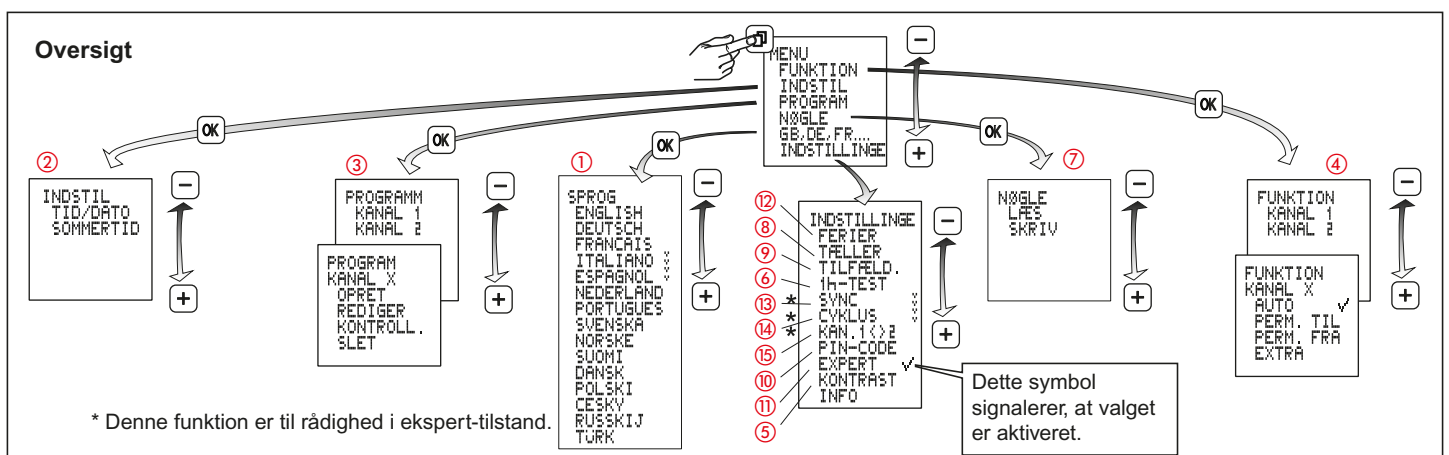 Oversigt
MENU
FUNKTION
INDSTIL
PROGRAM
NØGLE
GB,DE,FR....
INDSTILLINGE
−
+
OK
OK
OK
OK
OK
②
INDSTIL
TID/DATO
SOMMERTID
−
+
③
PROGRAMM
KANAL 1
KANAL 2
PROGRAM
KANAL X
OPRET
REDIGER
KONTROLL.
SLET
−
+
①
SPROG
ENGLISH
DEUTSCH
FRANCAIS
ITALIANO
ESPAGNOL
NEDERLAND
PORTUGUES
SVENSKA
NORSKE
SUOMI
DANSK
POLSKI
CESKY
RUSSKIJ
TüRK
−
+
INDSTILLINGE
⑫ FERIER
⑧ TÆLLER
⑨ TILFÆLD.
⑥ 1h-TEST
⑬ * SYNC
⑭ * CYKLUS
⑮ * KAN.1<>2
⑩ PIN-CODE
⑪ EXPERT ✓
KONTRAST
⑤ INFO
−
+
Dette symbol
signalerer, at valget
er aktiveret.
⑦
NØGLE
LÆS
SKRIV
−
+
④
FUNKTION
KANAL 1
KANAL 2
FUNKTION
KANAL X
AUTO ✓
PERM. TIL
PERM. FRA
EXTRA
−
+
* Denne funktion er til rådighed i ekspert-tilstand.